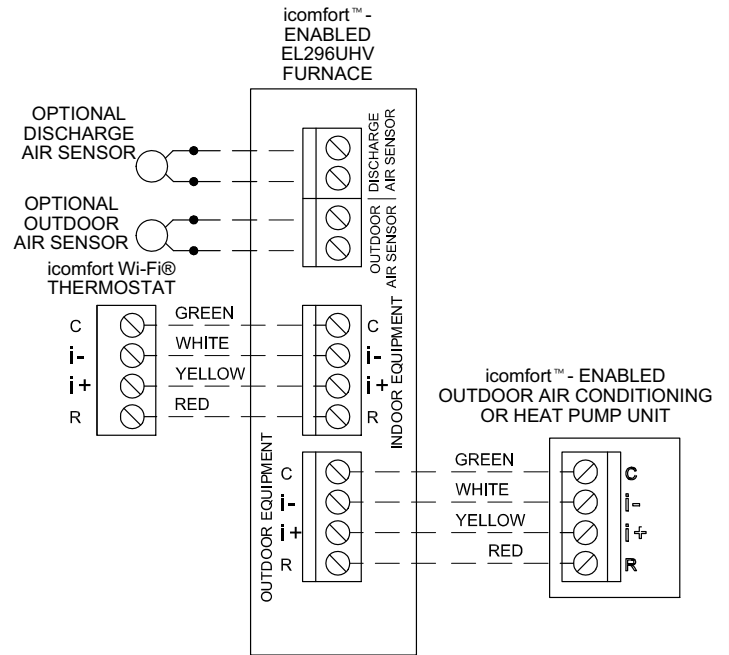 icomfort™-
ENABLED
EL296UHV
FURNACE
OPTIONAL
DISCHARGE
AIR SENSOR
DISCHARGE
AIR SENSOR
OPTIONAL
OUTDOOR
AIR SENSOR
OUTDOOR
AIR SENSOR
icomfort Wi-Fi®
THERMOSTAT
C
i-
i+
R
GREEN
WHITE
YELLOW
RED
C
i-
i+
R
INDOOR EQUIPMENT
icomfort™- ENABLED
OUTDOOR AIR CONDITIONING
OR HEAT PUMP UNIT
OUTDOOR EQUIPMENT
C
i-
i+
R
GREEN
WHITE
YELLOW
RED
C
i-
i+
R